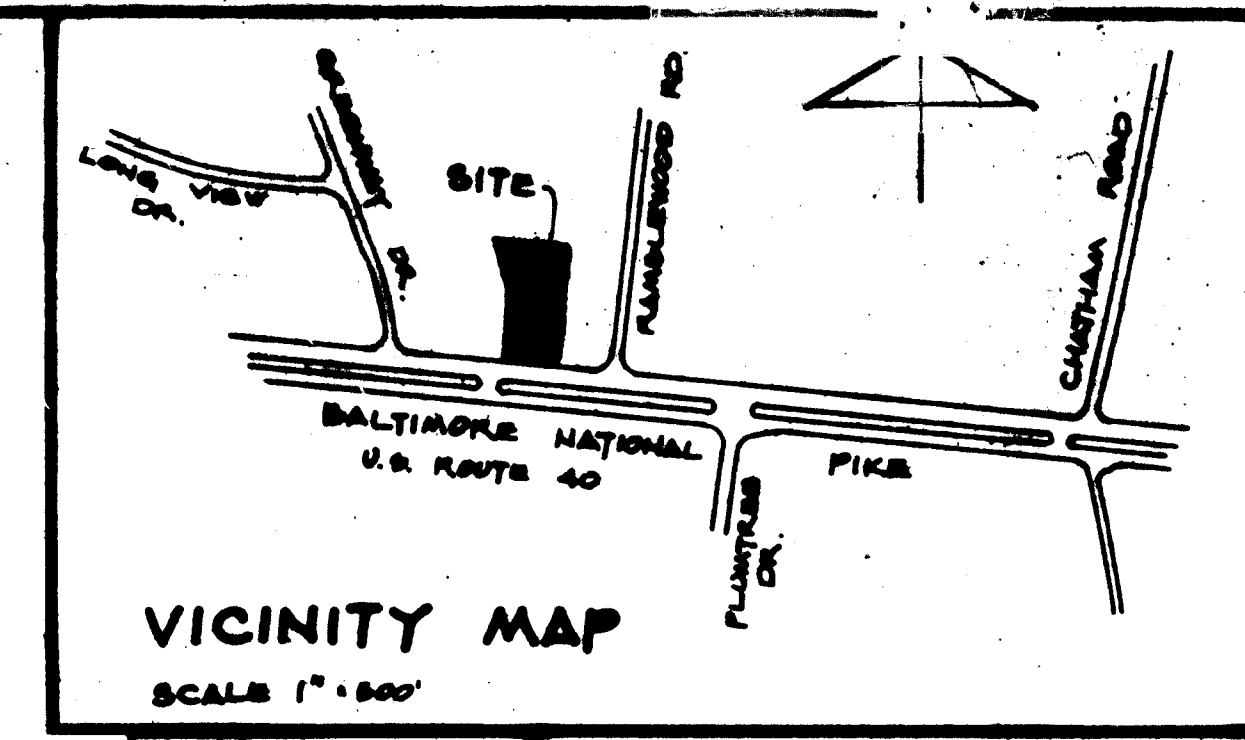 LONG VIEW
DR.
DR.
SITE
RAMBLEWOOD RD.
CHATHAM ROAD
BALTIMORE NATIONAL PIKE
U.S. ROUTE 40
PLUMTREE
DR.
VICINITY MAP
SCALE 1" =